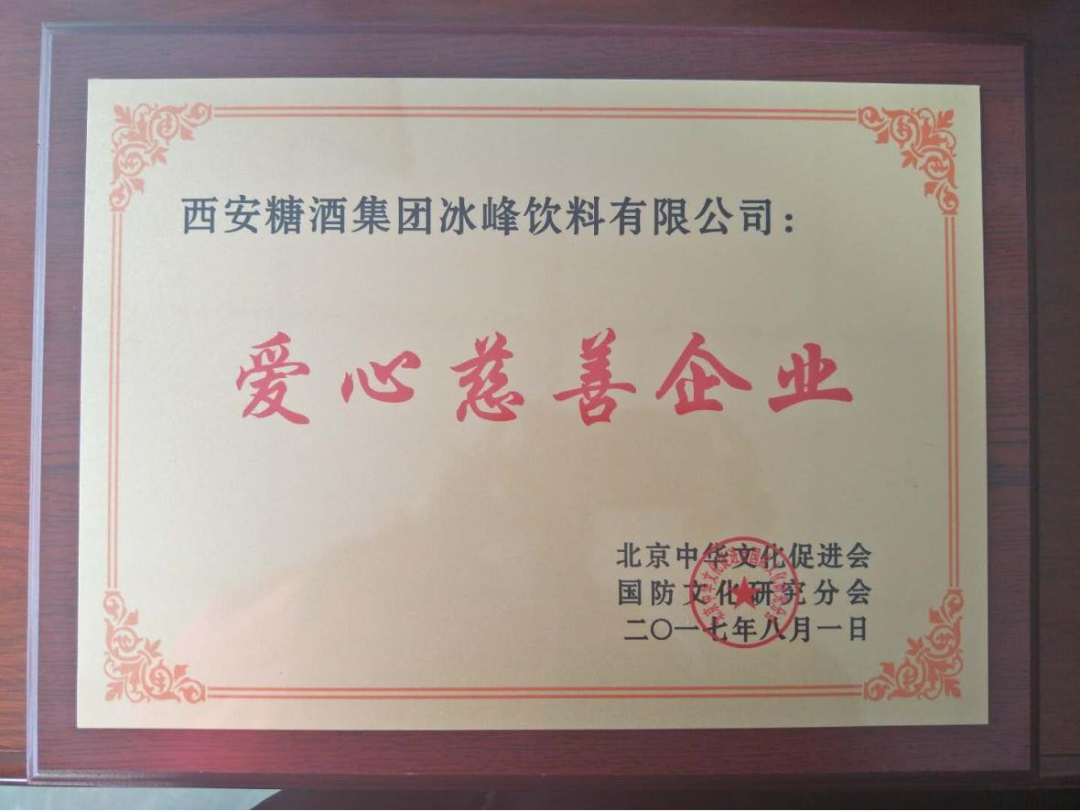 西安糖酒集团冰峰饮料有限公司：
爱心慈善企业
北京中华文化促进会
国防文化研究分会
二〇一七年八月一日